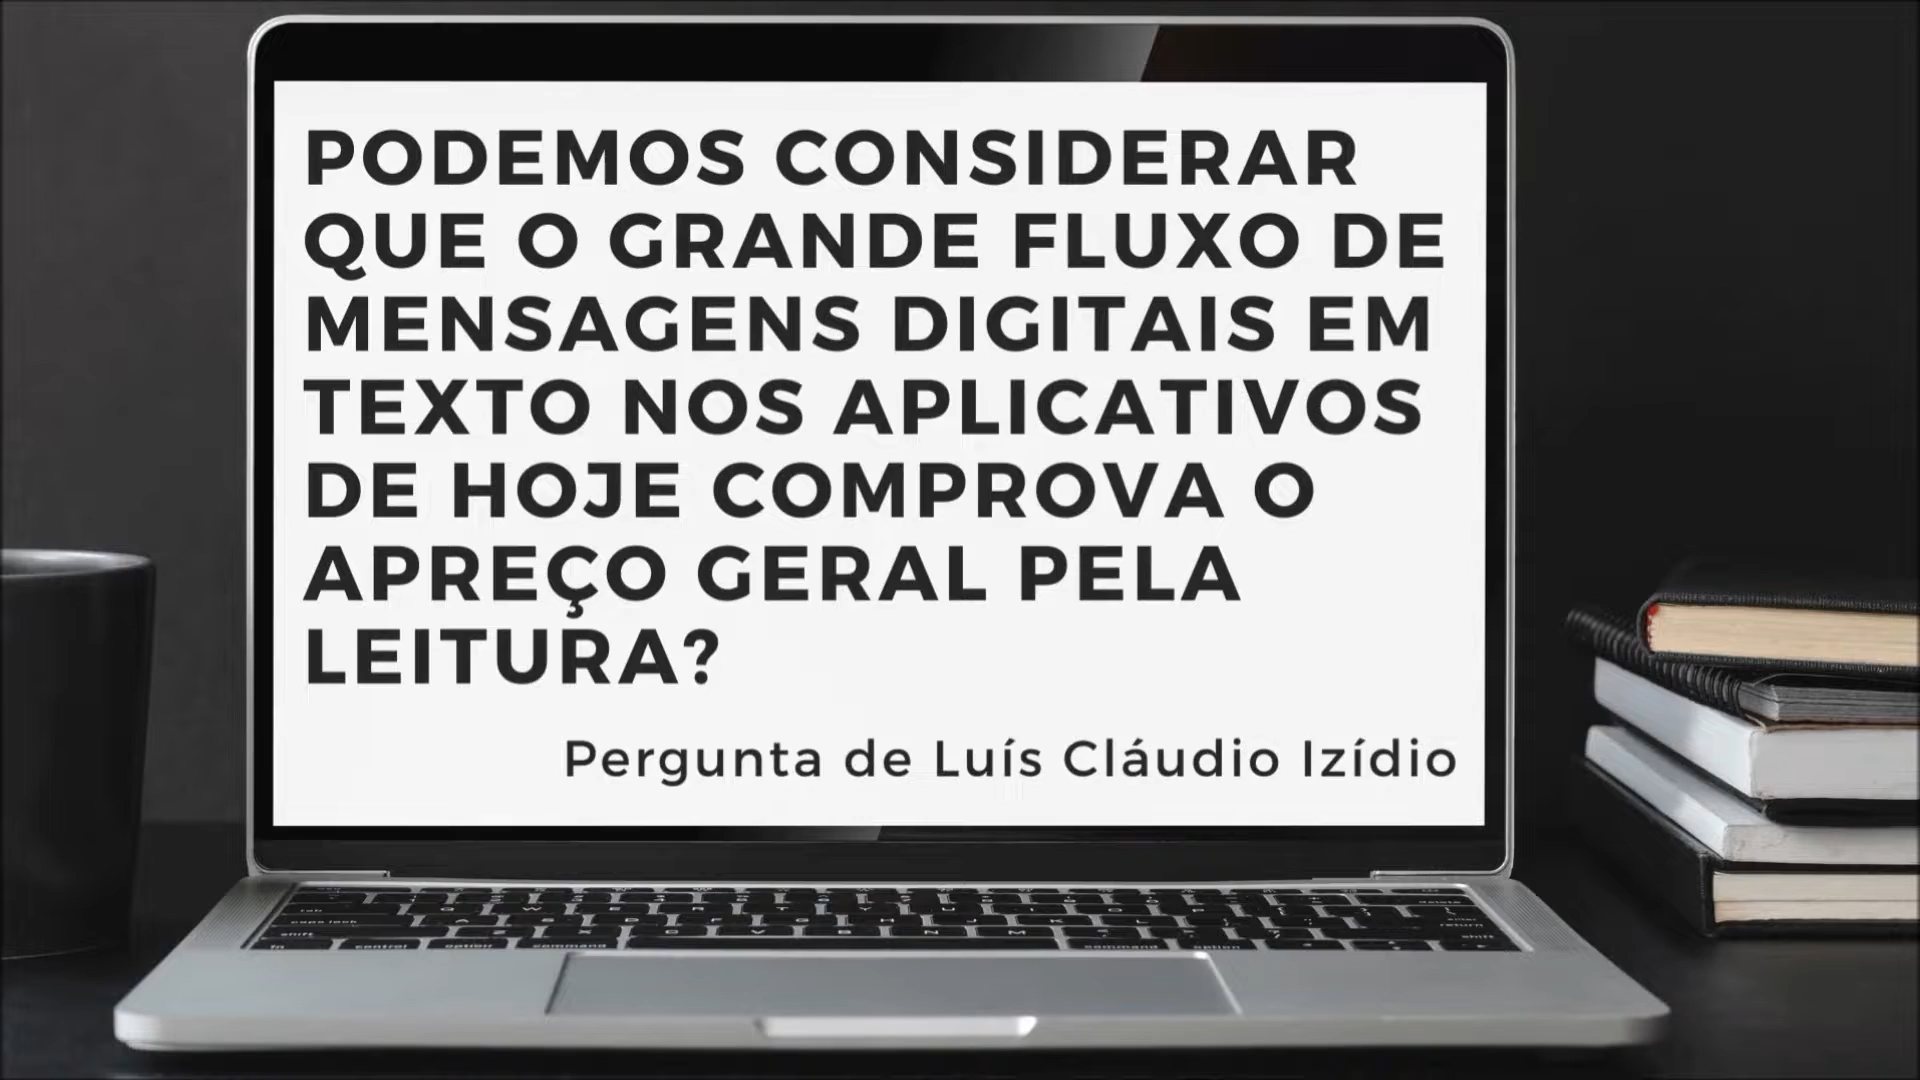 PODEMOS CONSIDERAR
QUE O GRANDE FLUXO DE
MENSAGENS DIGITAIS EM
TEXTO NOS APLICATIVOS
DE HOJE COMPROVA O
APREÇO GERAL PELA
LEITURA?
Pergunta de Luís Cláudio Izídio